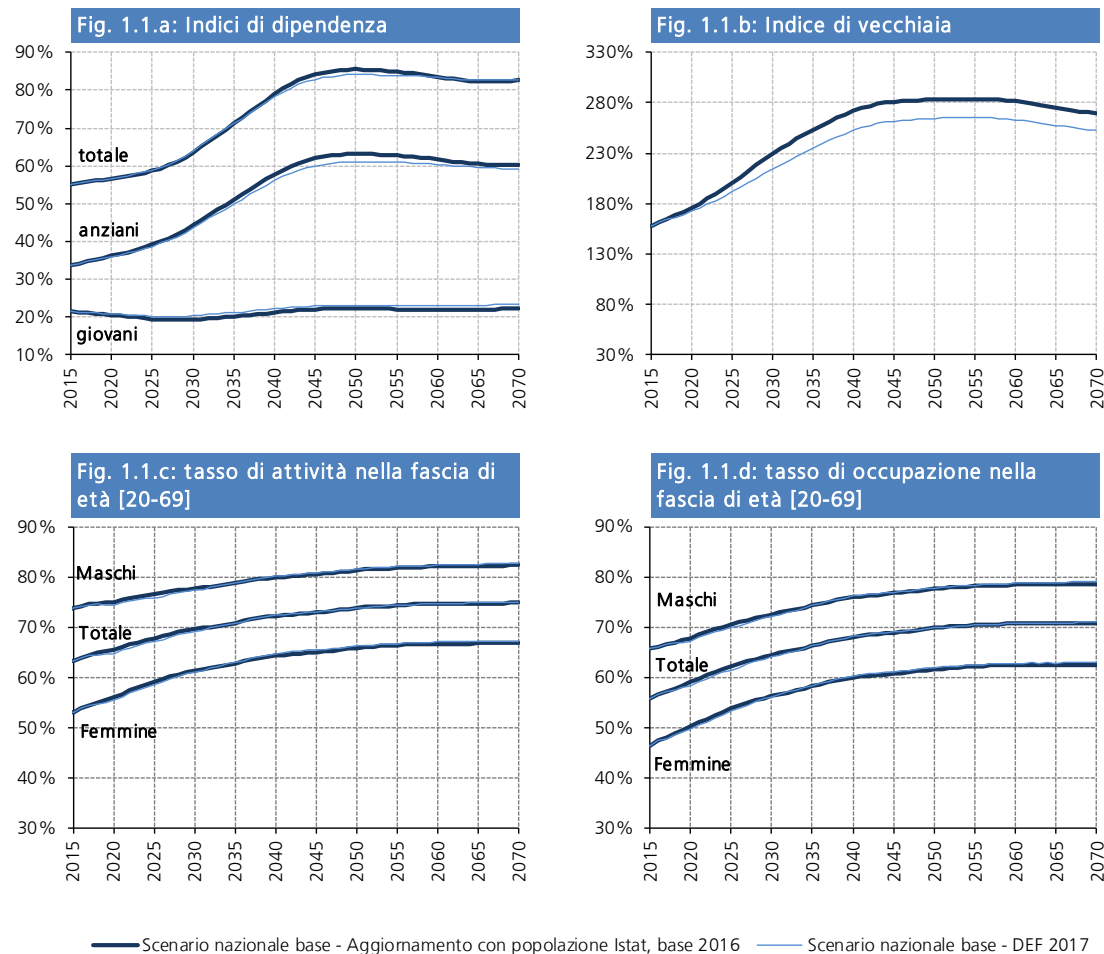 Fig. 1.1.a: Indici di dipendenza
90%
80%
70%
60%
50%
40%
30%
20%
10%
totale
anziani
giovani
2015 2020 2025 2030 2035 2040 2045 2050 2055 2060 2065 2070
Fig. 1.1.b: Indice di vecchiaia
330%
280%
230%
180%
130%
80%
30%
2015 2020 2025 2030 2035 2040 2045 2050 2055 2060 2065 2070
Fig. 1.1.c: tasso di attività nella fascia di
età [20-69]
90%
80%
70%
60%
50%
40%
30%
Maschi
Totale
Femmine
2015 2020 2025 2030 2035 2040 2045 2050 2055 2060 2065 2070
Fig. 1.1.d: tasso di occupazione nella
fascia di età [20-69]
90%
80%
70%
60%
50%
40%
30%
Maschi
Totale
Femmine
2015 2020 2025 2030 2035 2040 2045 2050 2055 2060 2065 2070
Scenario nazionale base - Aggiornamento con popolazione Istat, base 2016
Scenario nazionale base - DEF 2017